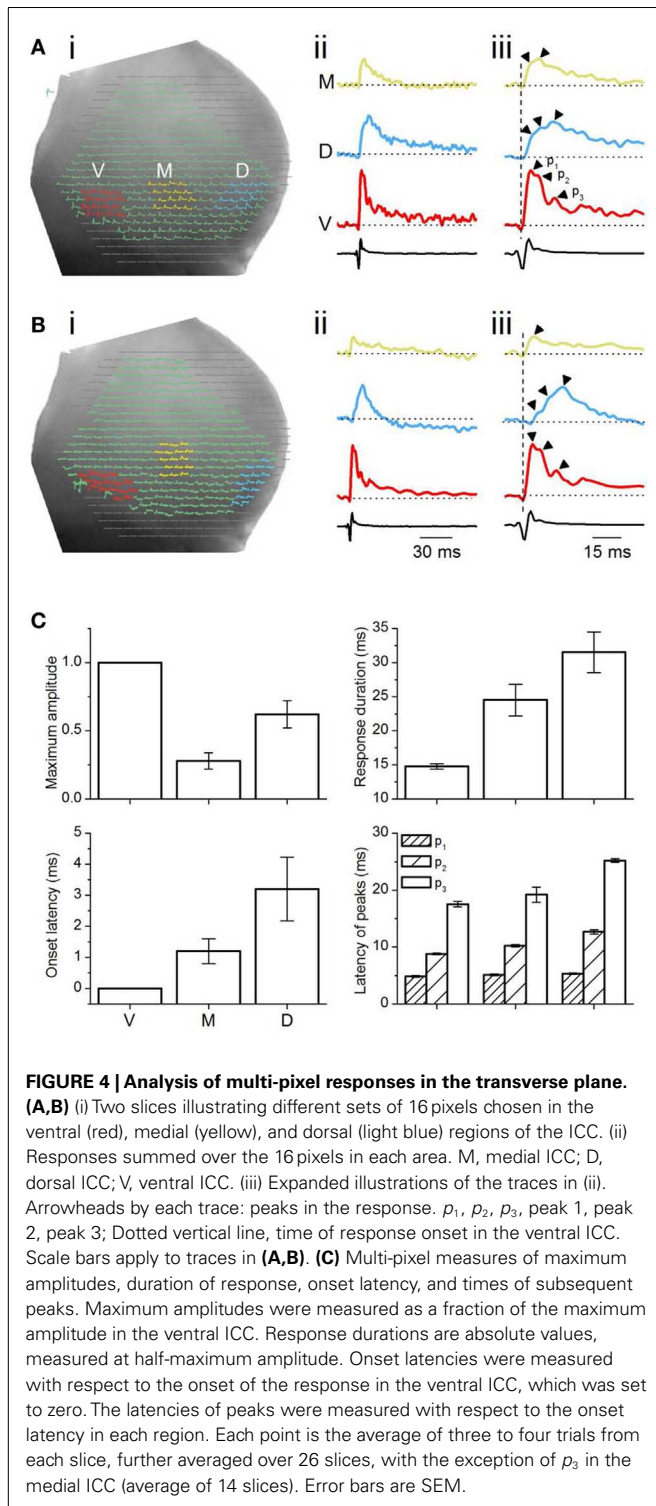 A i ii iii
M
D
V
V M D
p1
p2
p3
B i ii iii
30 ms 15 ms
C
Maximum amplitude
1.0
0.5
0.0
Response duration (ms)
35
30
25
20
15
10
Onset latency (ms)
5
4
3
2
1
0
V M D
Latency of peaks (ms)
30
20
10
0
p1
p2
p3
FIGURE 4 | Analysis of multi-pixel responses in the transverse plane.
(A,B) (i) Two slices illustrating different sets of 16 pixels chosen in the
ventral (red), medial (yellow), and dorsal (light blue) regions of the ICC. (ii)
Responses summed over the 16 pixels in each area. M, medial ICC; D,
dorsal ICC; V, ventral ICC. (iii) Expanded illustrations of the traces in (ii).
Arrowheads by each trace: peaks in the response. p1, p2, p3, peak 1, peak
2, peak 3; Dotted vertical line, time of response onset in the ventral ICC.
Scale bars apply to traces in (A,B). (C) Multi-pixel measures of maximum
amplitudes, duration of response, onset latency, and times of subsequent
peaks. Maximum amplitudes were measured as a fraction of the maximum
amplitude in the ventral ICC. Response durations are absolute values,
measured at half-maximum amplitude. Onset latencies were measured
with respect to the onset of the response in the ventral ICC, which was set
to zero. The latencies of peaks were measured with respect to the onset
latency in each region. Each point is the average of three to four trials from
each slice, further averaged over 26 slices, with the exception of p3 in the
medial ICC (average of 14 slices). Error bars are SEM.